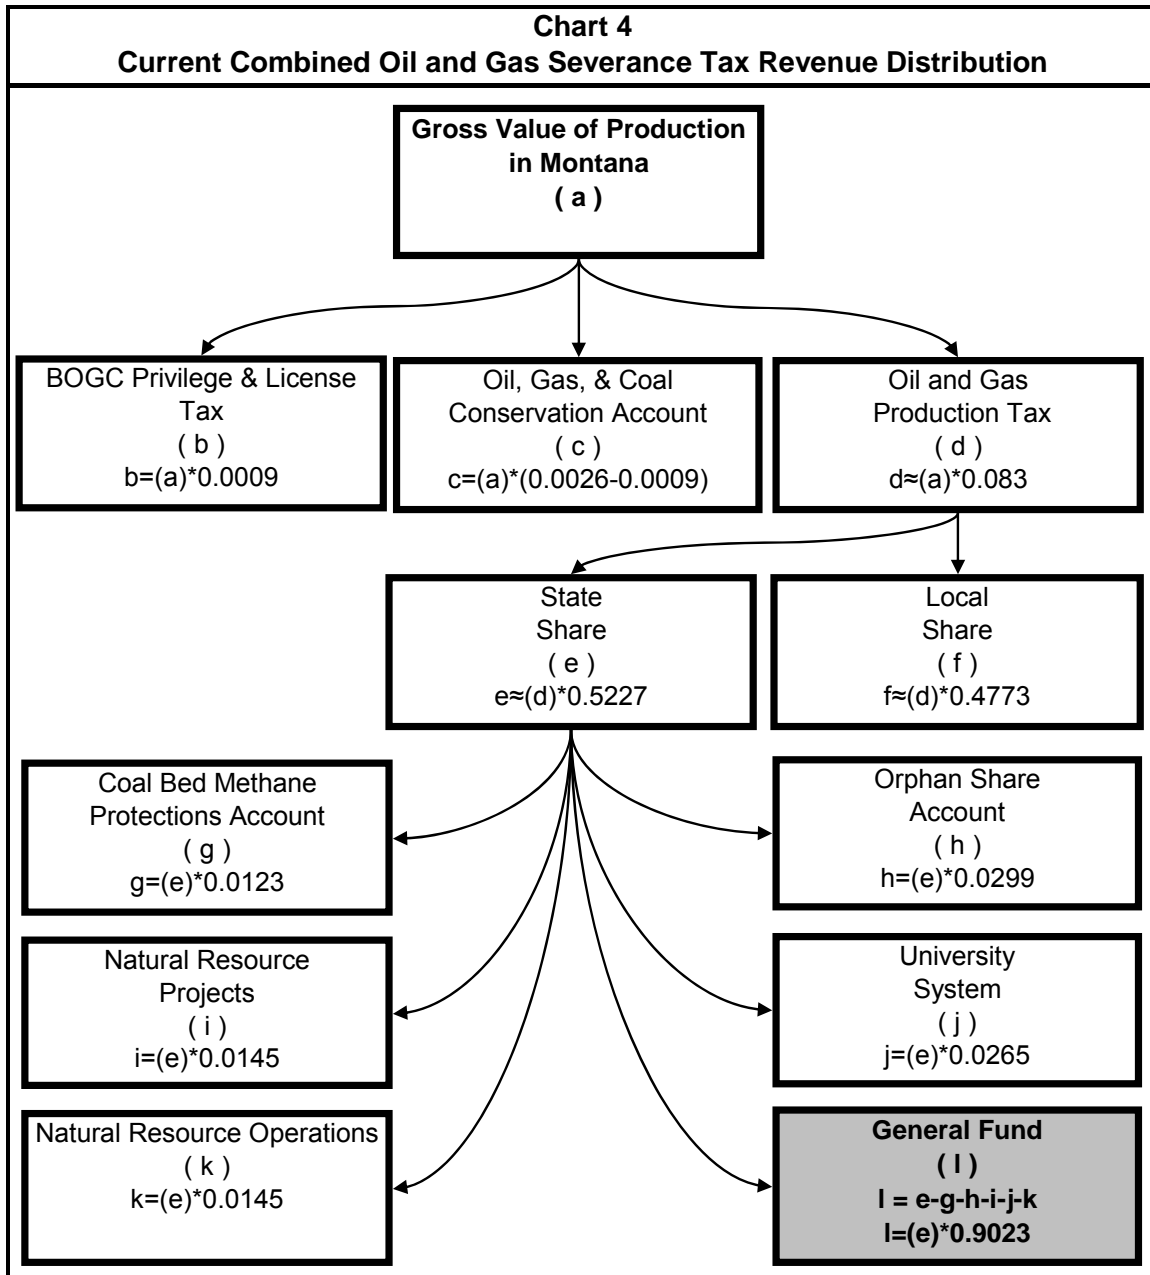 Chart 4
Current Combined Oil and Gas Severance Tax Revenue Distribution
Gross Value of Production
in Montana
( a )
BOGC Privilege & License
Tax
( b )
b=(a)*0.0009
Oil, Gas, & Coal
Conservation Account
( c )
c=(a)*(0.0026-0.0009)
Oil and Gas
Production Tax
( d )
d≈(a)*0.083
State
Share
( e )
e≈(d)*0.5227
Local
Share
( f )
f≈(d)*0.4773
Coal Bed Methane
Protections Account
( g )
g=(e)*0.0123
Orphan Share
Account
( h )
h=(e)*0.0299
Natural Resource
Projects
( i )
i=(e)*0.0145
University
System
( j )
j=(e)*0.0265
Natural Resource Operations
( k )
k=(e)*0.0145
General Fund
( l )
l = e-g-h-i-j-k
l=(e)*0.9023